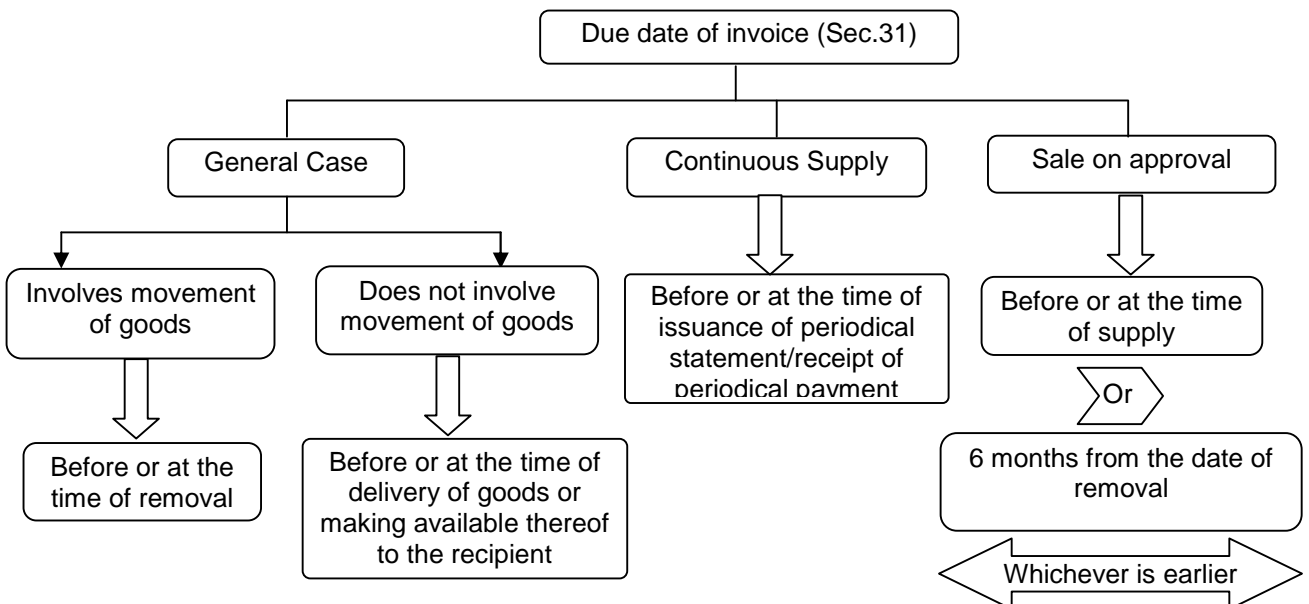 Due date of invoice (Sec.31)
General Case
Continuous Supply
Sale on approval
Involves movement
of goods
Does not involve
movement of goods
Before or at the time of
issuance of periodical
statement/receipt of
periodical payment
Before or at the time
of supply
Or
Before or at the
time of removal
Before or at the time of
delivery of goods or
making available thereof
to the recipient
6 months from the date of
removal
Whichever is earlier